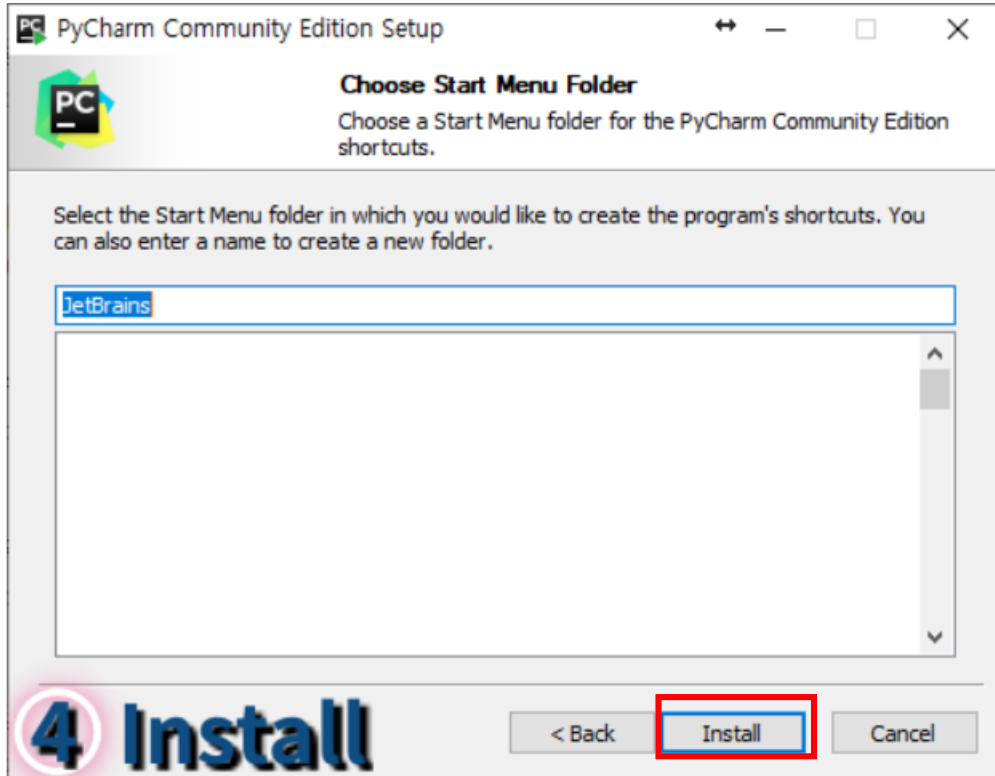 PyCharm Community Edition Setup
PC
Choose Start Menu Folder
Choose a Start Menu folder for the PyCharm Community Edition
shortcuts.
Select the Start Menu folder in which you would like to create the program's shortcuts. You
can also enter a name to create a new folder.
JetBrains
4 Install
< Back Install Cancel